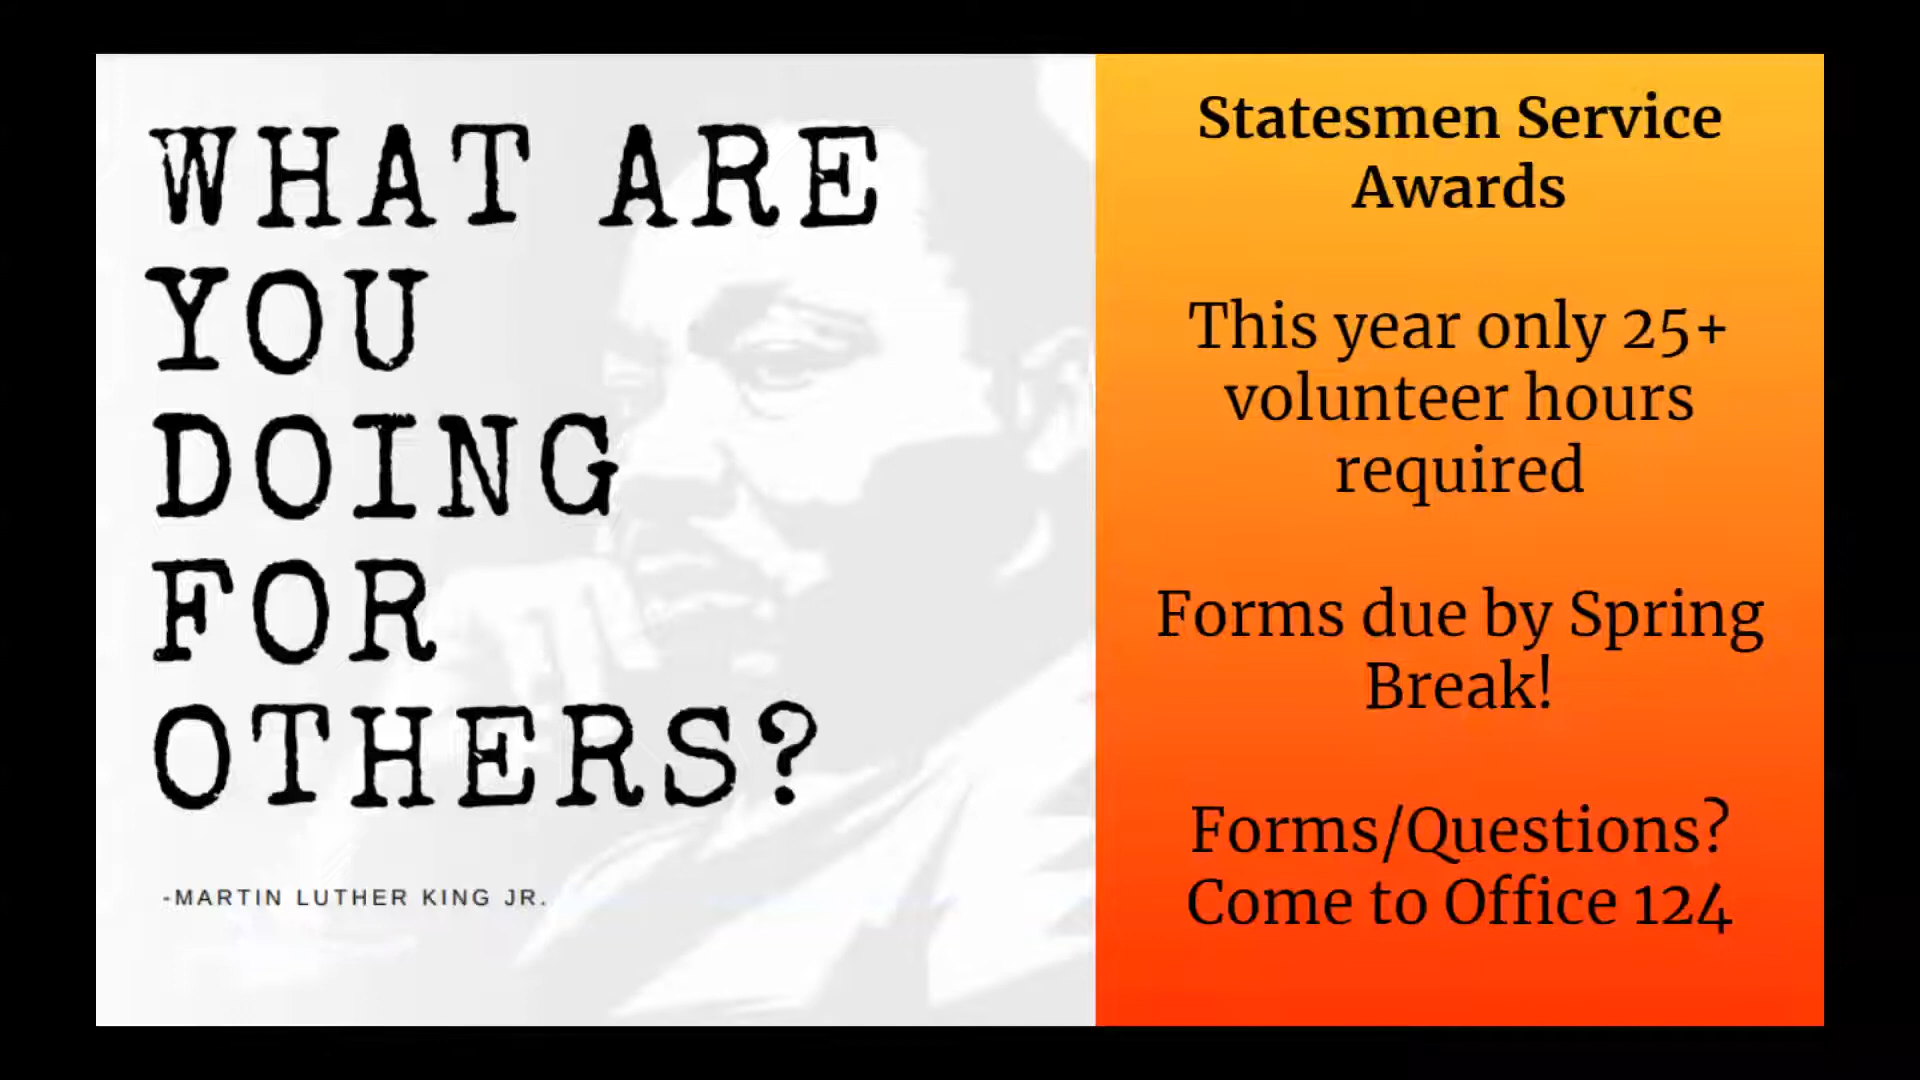 WHAT ARE
YOU
DOING
FOR
OTHERS?
-MARTIN LUTHER KING JR.
Statesmen Service
Awards
This year only 25+
volunteer hours
required
Forms due by Spring
Break!
Forms/Questions?
Come to Office 124